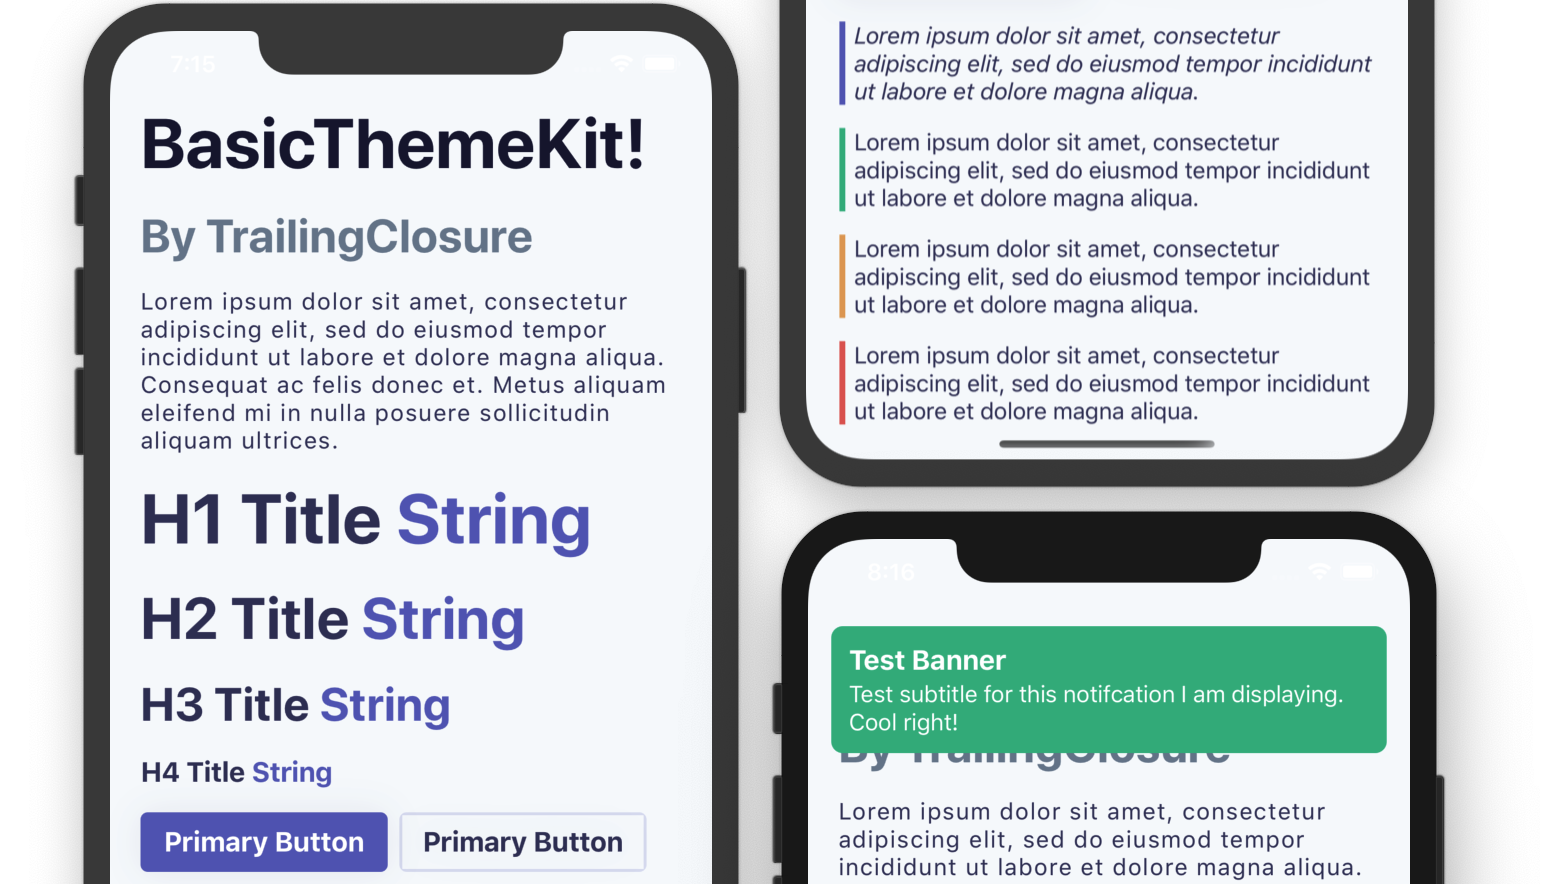 7:15
BasicThemeKit!
By TrailingClosure
Lorem ipsum dolor sit amet, consectetur
adipiscing elit, sed do eiusmod tempor
incididunt ut labore et dolore magna aliqua.
Consequat ac felis donec et. Metus aliquam
eleifend mi in nulla posuere sollicitudin
aliquam ultrices.
H1 Title String
H2 Title String
H3 Title String
H4 Title String
Primary Button
Primary Button
Lorem ipsum dolor sit amet, consectetur
adipiscing elit, sed do eiusmod tempor incididunt
ut labore et dolore magna aliqua.
Lorem ipsum dolor sit amet, consectetur
adipiscing elit, sed do eiusmod tempor incididunt
ut labore et dolore magna aliqua.
Lorem ipsum dolor sit amet, consectetur
adipiscing elit, sed do eiusmod tempor incididunt
ut labore et dolore magna aliqua.
Lorem ipsum dolor sit amet, consectetur
adipiscing elit, sed do eiusmod tempor incididunt
ut labore et dolore magna aliqua.
8:16
Test Banner
Test subtitle for this notifcation I am displaying.
Cool right!
By TrailingClosure
Lorem ipsum dolor sit amet, consectetur
adipiscing elit, sed do eiusmod tempor
incididunt ut labore et dolore magna aliqua.